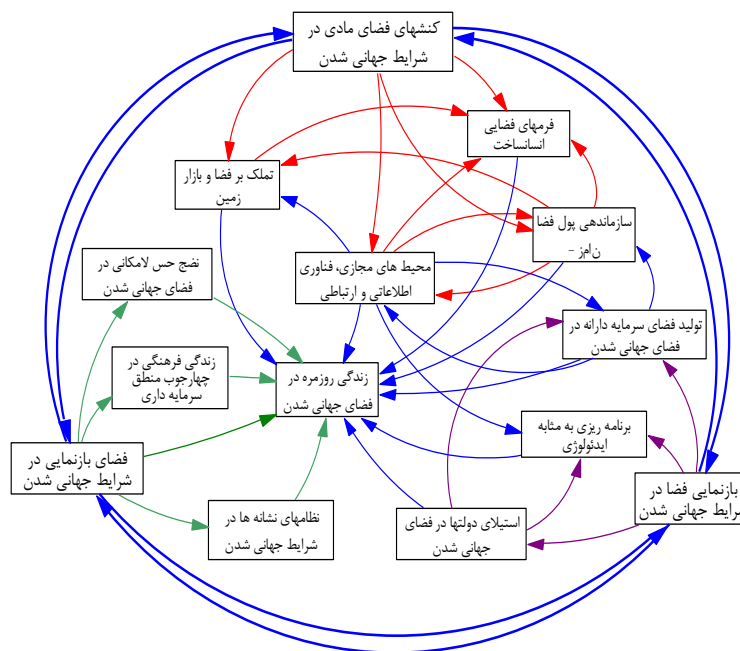 کنشهای فضای مادی در
شرایط جهانی شدن
فرمهای فضایی
انسانساخت
تملک بر فضا و بازار
زمین
سازماندهی پول فضا
– نامز
نضج حس لامکانی در
فضای جهانی شدن
محیط های مجازی، فناوری
اطلاعاتی و ارتباطی
تولید فضای سرمایه دارانه در
فضای جهانی شدن
زندگی فرهنگی در
چهارجوب منطق
سرمایه داری
زندگی روزمره در
فضای جهانی شدن
برنامه ریزی به مثابه
ایدئولوژی
فضای بازنمایی در
شرایط جهانی شدن
بازنمایی فضا در
شرایط جهانی شدن
نظامهای نشانه ها در
شرایط جهانی شدن
استیلای دولتها در فضای
جهانی شدن